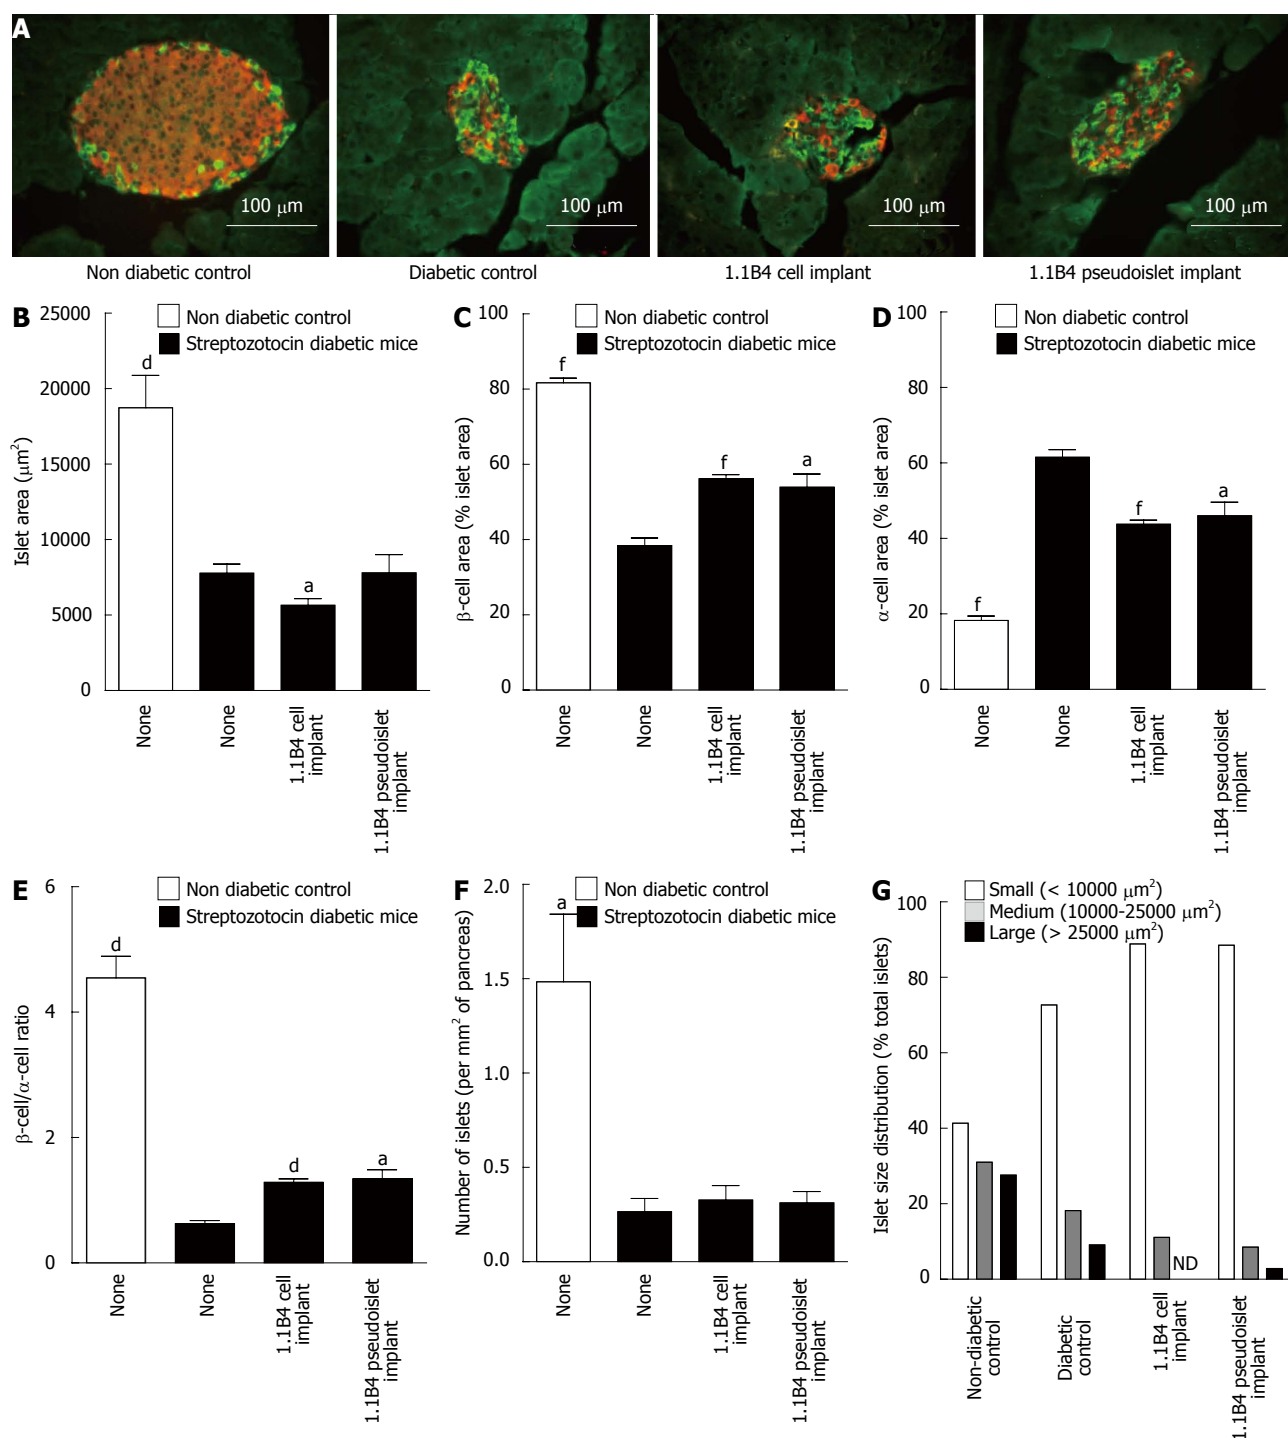 A
100 μm
100 μm
100 μm
100 μm
Non diabetic control
Diabetic control
1.1B4 cell implant
1.1B4 pseudoislet implant
B
Non diabetic control
Streptozotocin diabetic mice
Islet area (μm²)
25000
20000
15000
10000
5000
0
d
a
None
None
1.1B4 cell
implant
1.1B4 pseudoislet
implant
C
Non diabetic control
Streptozotocin diabetic mice
β-cell area (% islet area)
100
80
60
40
20
0
f
f
a
None
None
1.1B4 cell
implant
1.1B4 pseudoislet
implant
D
Non diabetic control
Streptozotocin diabetic mice
α-cell area (% islet area)
100
80
60
40
20
0
f
f
a
None
None
1.1B4 cell
implant
1.1B4 pseudoislet
implant
E
Non diabetic control
Streptozotocin diabetic mice
β-cell/α-cell ratio
6
4
2
0
d
d
a
None
None
1.1B4 cell
implant
1.1B4 pseudoislet
implant
F
Non diabetic control
Streptozotocin diabetic mice
Number of islets (per mm² of pancreas)
2.0
1.5
1.0
0.5
0.0
a
None
None
1.1B4 cell
implant
1.1B4 pseudoislet
implant
G
Small (< 10000 μm²)
Medium (10000-25000 μm²)
Large (> 25000 μm²)
Islet size distribution (% total islets)
100
80
60
40
20
0
ND
Non-diabetic
control
Diabetic
control
1.1B4 cell
implant
1.1B4 pseudoislet
implant